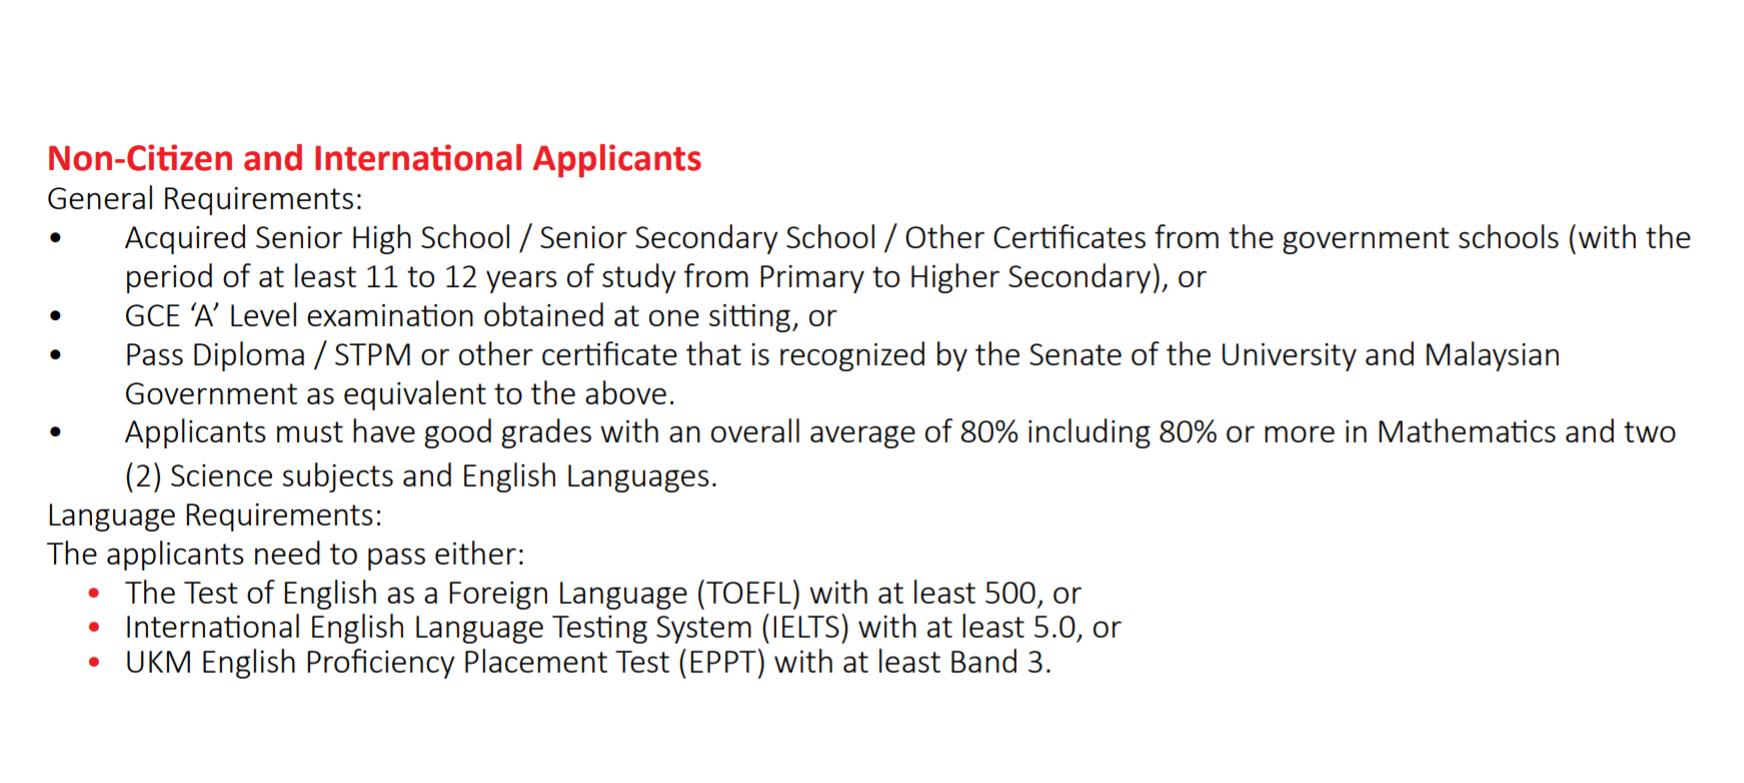 Non-Citizen and International Applicants
General Requirements:
• Acquired Senior High School / Senior Secondary School / Other Certificates from the government schools (with the
period of at least 11 to 12 years of study from Primary to Higher Secondary), or
• GCE ‘A’ Level examination obtained at one sitting, or
• Pass Diploma / STPM or other certificate that is recognized by the Senate of the University and Malaysian
Government as equivalent to the above.
• Applicants must have good grades with an overall average of 80% including 80% or more in Mathematics and two
(2) Science subjects and English Languages.
Language Requirements:
The applicants need to pass either:
• The Test of English as a Foreign Language (TOEFL) with at least 500, or
• International English Language Testing System (IELTS) with at least 5.0, or
• UKM English Proficiency Placement Test (EPPT) with at least Band 3.